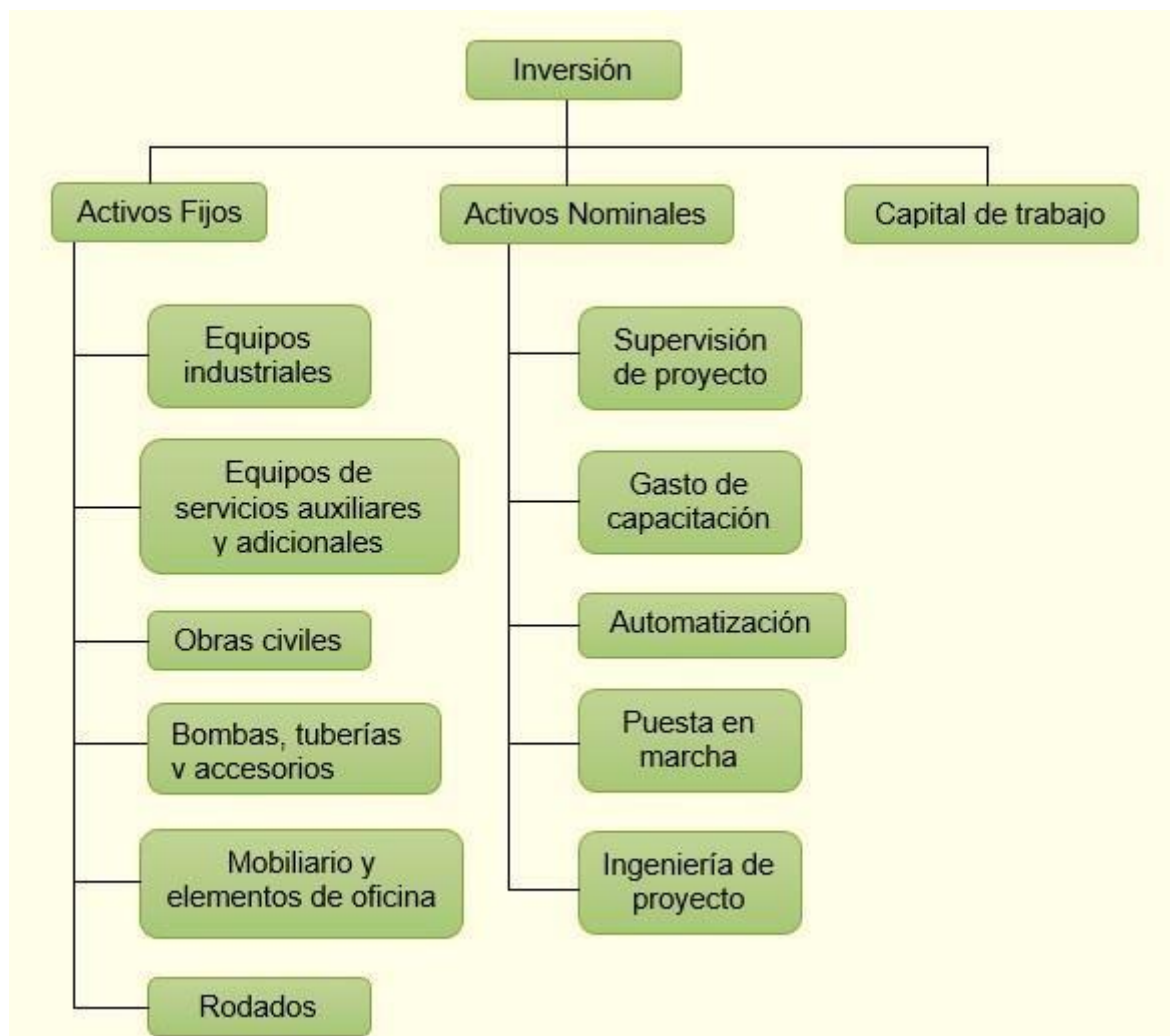 Inversión
Activos Fijos
Activos Nominales
Capital de trabajo
Equipos
industriales
Equipos de
servicios auxiliares
y adicionales
Obras civiles
Bombas, tuberías
v accesorios
Mobiliario y
elementos de oficina
Rodados
Supervisión
de proyecto
Gasto de
capacitación
Automatización
Puesta en
marcha
Ingeniería de
proyecto